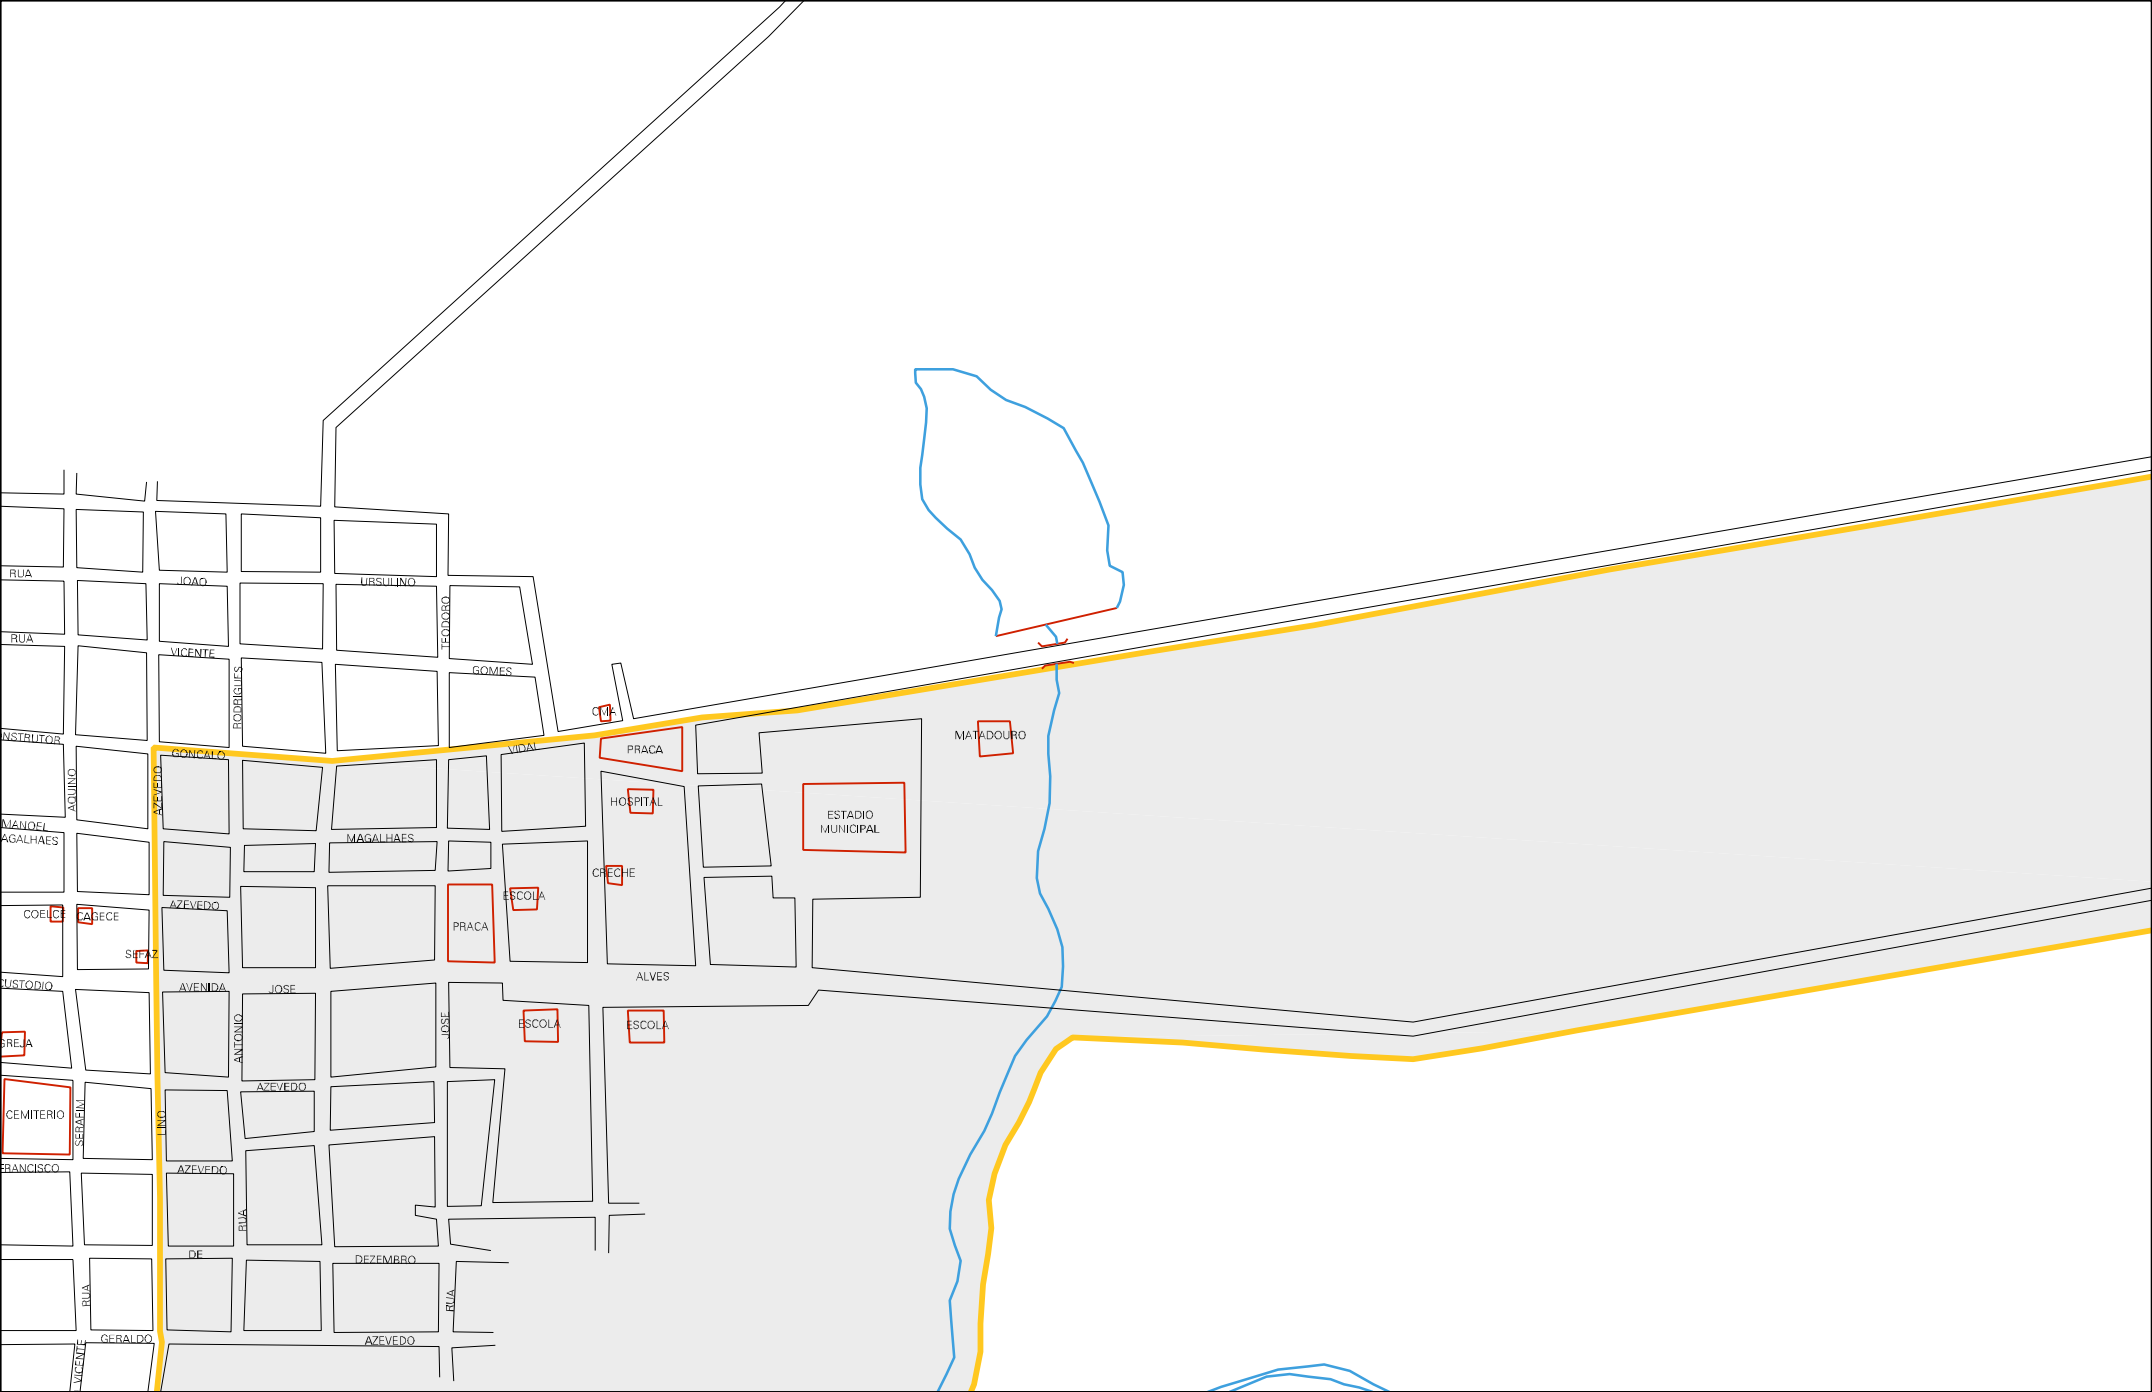 RUA
JOAO
URSULINO
TEODORO
RUA
VICENTE
GOMES
RODRIGUES
CMA
NSTRUTOR
GONCALO
VIDAL
PRACA
MATADOURO
AQUINO
AZEVEDO
HOSPITAL
ESTADIO
MUNICIPAL
MANOEL
AGALHAES
MAGALHAES
CRECHE
ESCOLA
AZEVEDO
COELCE
CAGECE
PRACA
SEFAZ
ALVES
CUSTODIO
AVENIDA
JOSE
JOSE
ANTONIO
ESCOLA
ESCOLA
GREJA
AZEVEDO
CEMITERIO
SERAFIM
LINO
FRANCISCO
AZEVEDO
RUA
DE
DEZEMBRO
RUA
RUA
GERALDO
AZEVEDO
VICENTE